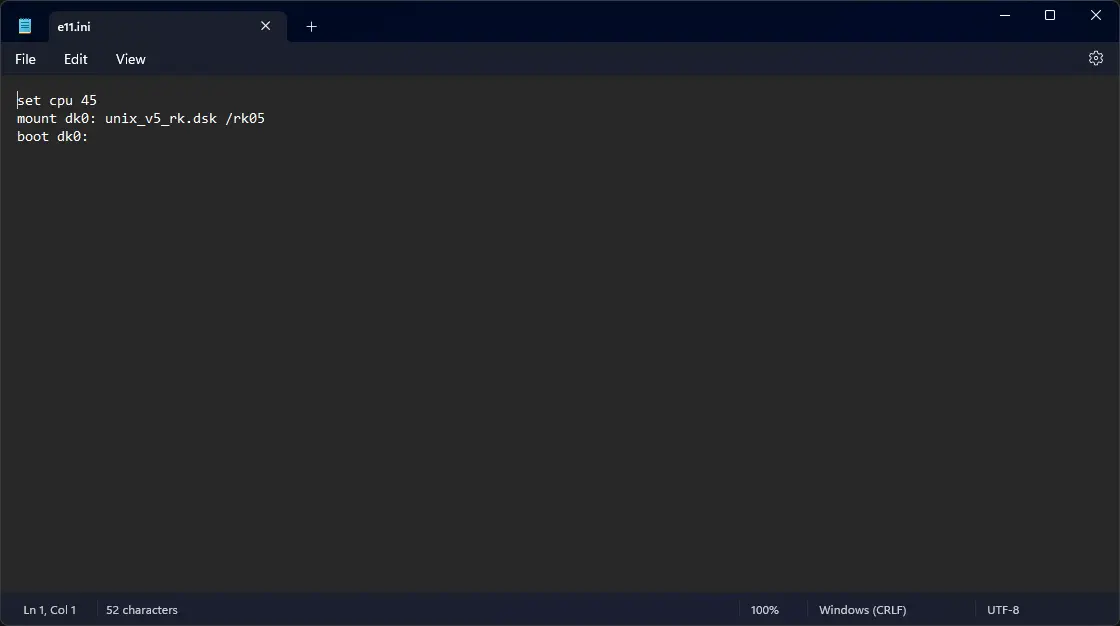 e11.ini
File Edit View
set cpu 45
mount dk0: unix_v5_rk.dsk /rk05
boot dk0:
Ln 1, Col 1 52 characters 100% Windows (CRLF) UTF-8